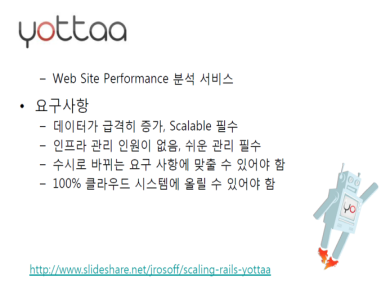 yottaa
– Web Site Performance 분석 서비스
• 요구사항
– 데이터가 급격히 증가, Scalable 필수
– 인프라 관리 인원이 없음, 쉬운 관리 필수
– 수시로 바뀌는 요구 사항에 맞출 수 있어야 함
– 100% 클라우드 시스템에 올릴 수 있어야 함
yo
http://www.slideshare.net/jrosoff/scaling-rails-yottaa